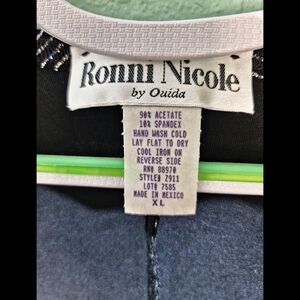 Ronni Nicole
by Ouida
90% ACETATE
10% SPANDEX
HAND WASH COLD
LAY FLAT TO DRY
COOL IRON ON
REVERSE SIDE
RN# 88970
STYLE# Z911
LOT# 7585
MADE IN MEXICO
XL